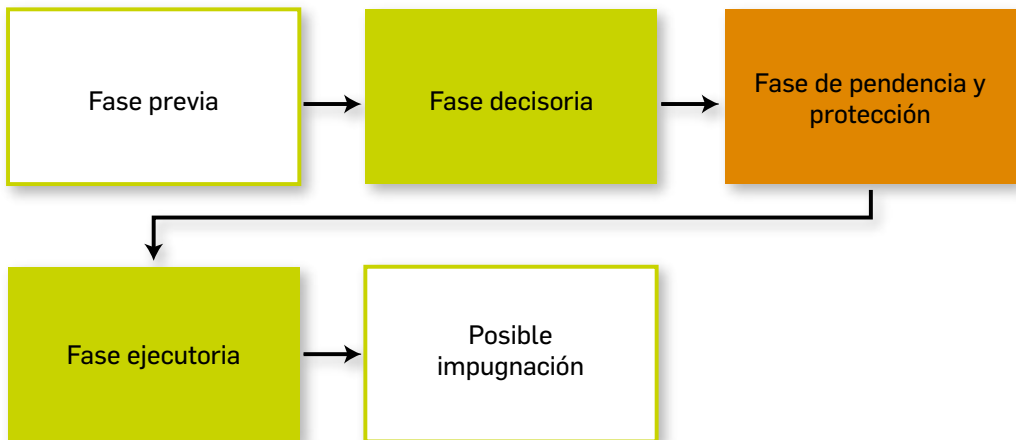 Fase previa
Fase decisoria
Fase de pendencia y
protección
Fase ejecutoria
Posible
impugnación